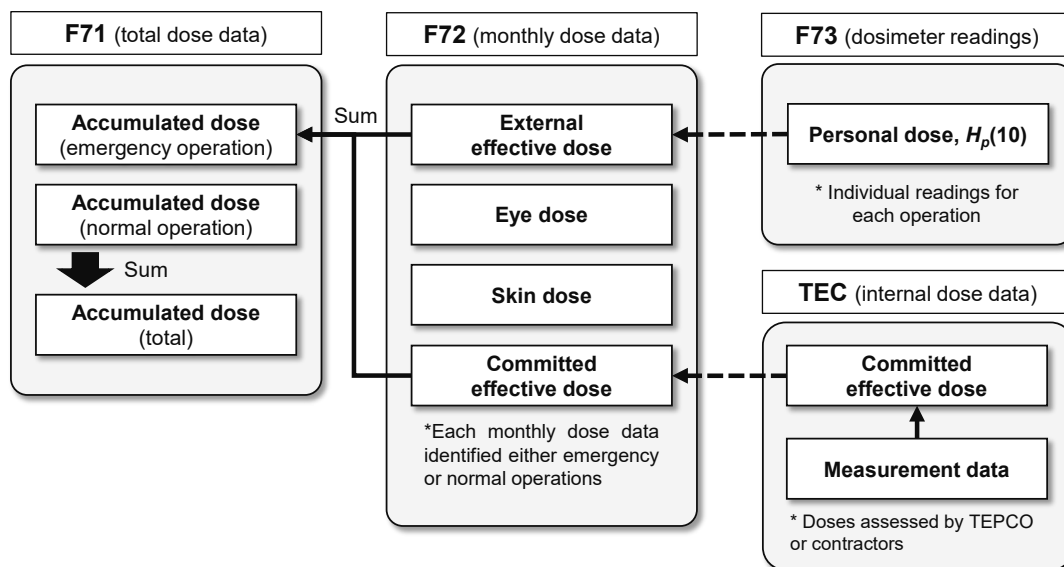 F71 (total dose data)
Accumulated dose
(emergency operation)
Accumulated dose
(normal operation)
Sum
Accumulated dose
(total)
Sum
F72 (monthly dose data)
External
effective dose
Eye dose
Skin dose
Committed
effective dose
*Each monthly dose data
identified either emergency
or normal operations
F73 (dosimeter readings)
Personal dose, Hp(10)
* Individual readings for
each operation
TEC (internal dose data)
Committed
effective dose
Measurement data
* Doses assessed by TEPCO
or contractors